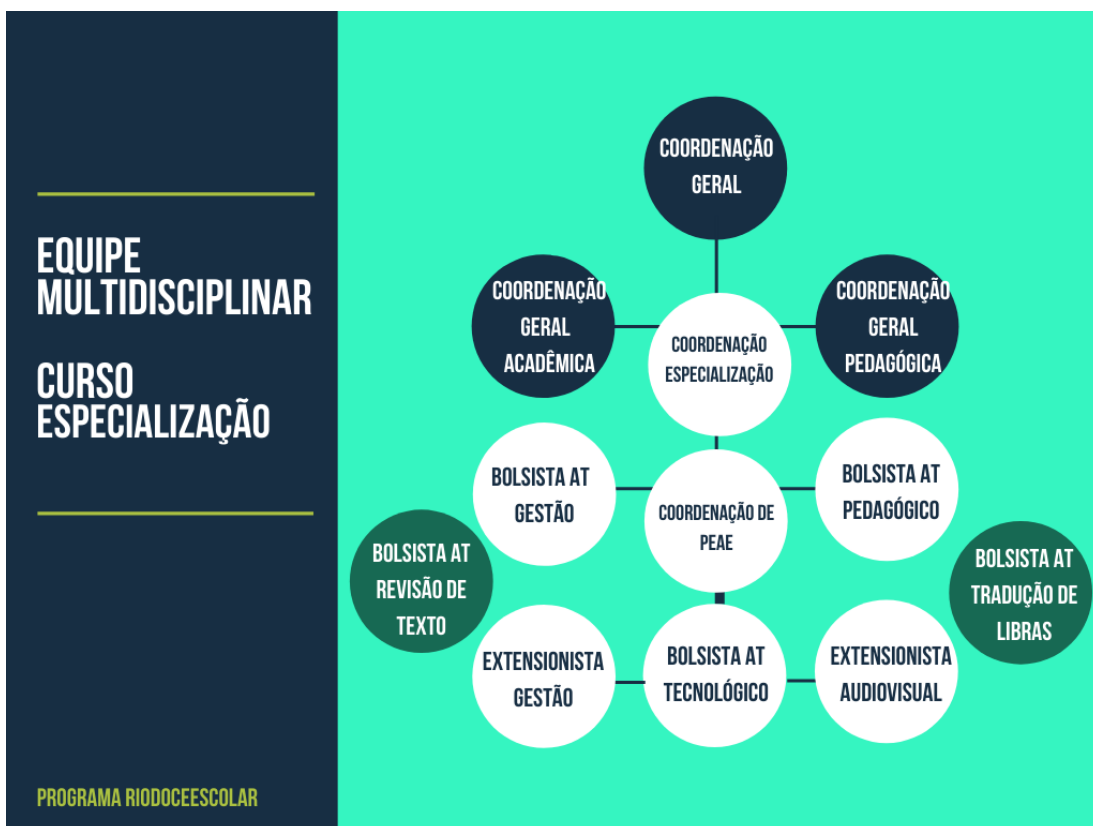 EQUIPE
MULTIDISCIPLINAR
CURSO
ESPECIALIZAÇÃO
PROGRAMA RIODOCEESCOLAR
COORDENAÇÃO
GERAL
COORDENAÇÃO
GERAL
ACADÊMICA
COORDENAÇÃO
ESPECIALIZAÇÃO
COORDENAÇÃO
GERAL
PEDAGÓGICA
BOLSISTA AT
GESTÃO
COORDENAÇÃO DE
PEAE
BOLSISTA AT
PEDAGÓGICO
BOLSISTA AT
REVISÃO DE
TEXTO
BOLSISTA AT
TRADUÇÃO DE
LIBRAS
EXTENSIONISTA
GESTÃO
BOLSISTA AT
TECNOLÓGICO
EXTENSIONISTA
AUDIOVISUAL